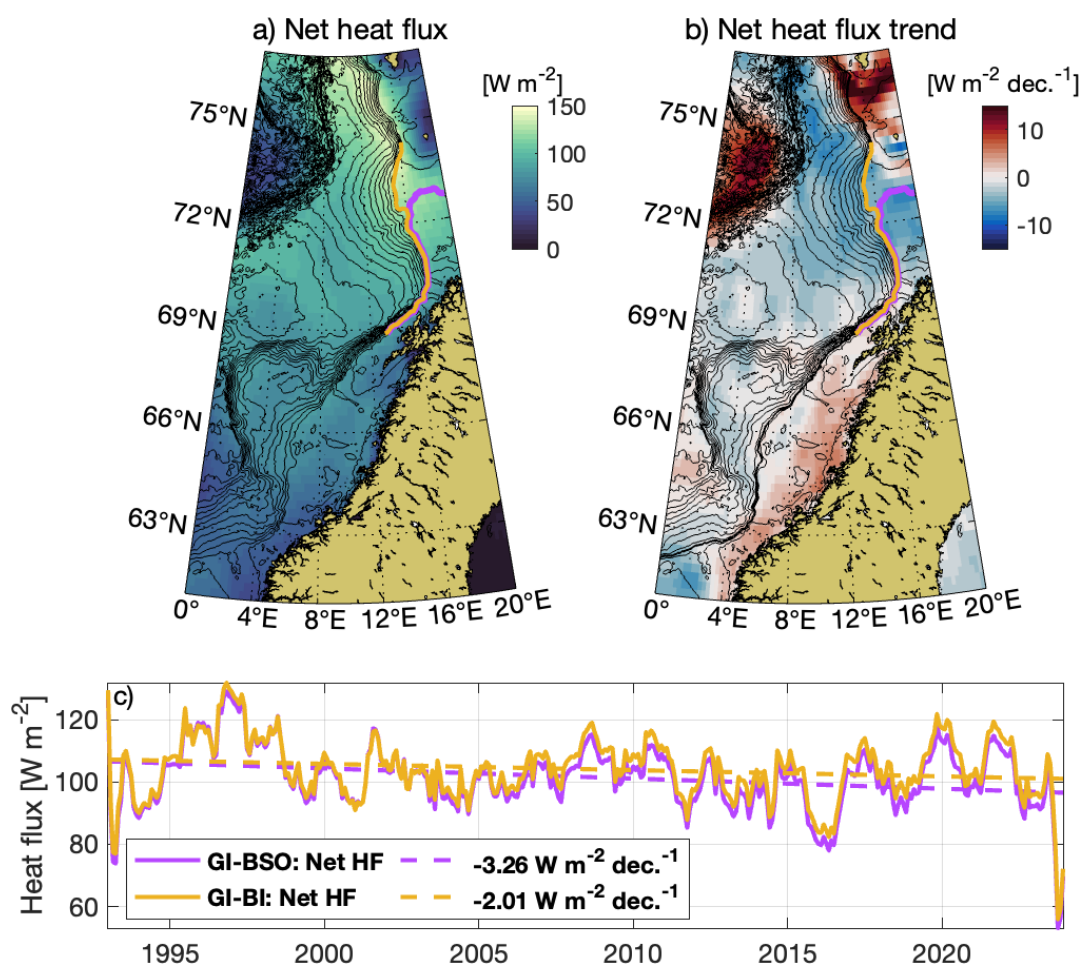 a) Net heat flux
b) Net heat flux trend
[W m⁻²]
150
100
50
0
[W m⁻² dec.⁻¹]
10
0
-10
75°N
72°N
69°N
66°N
63°N
0°
4°E
8°E
12°E
16°E
20°E
75°N
72°N
69°N
66°N
63°N
0°
4°E
8°E
12°E
16°E
20°E
c)
Heat flux [W m⁻²]
120
100
80
60
GI-BSO: Net HF
-3.26 W m⁻² dec.⁻¹
GI-BI: Net HF
-2.01 W m⁻² dec.⁻¹
1995
2000
2005
2010
2015
2020